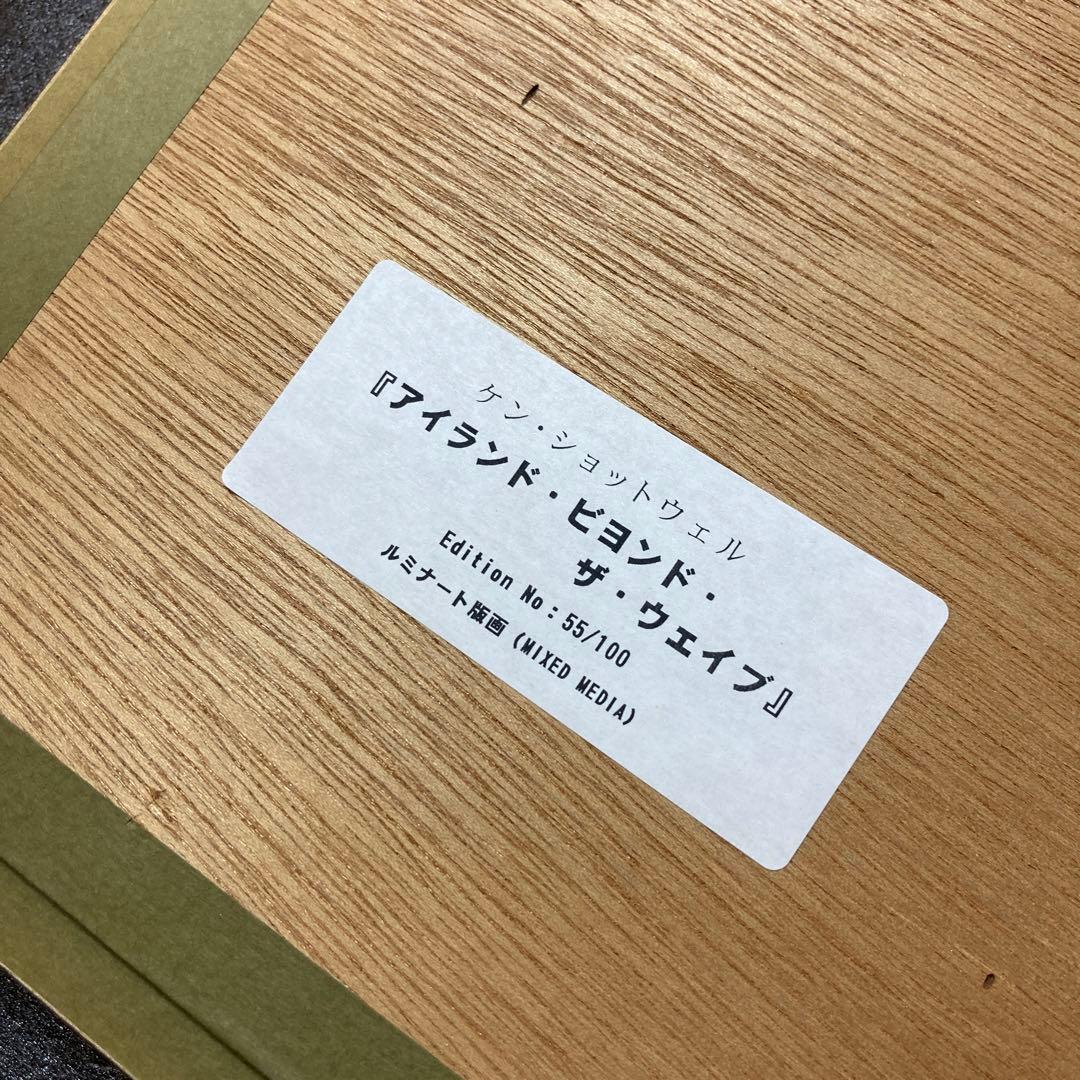 ケン・ショットウェル
『アイランド・ビヨンド・
ザ・ウエイブ』
Edition No：55/100
ルミナート版画 (MIXED MEDIA)